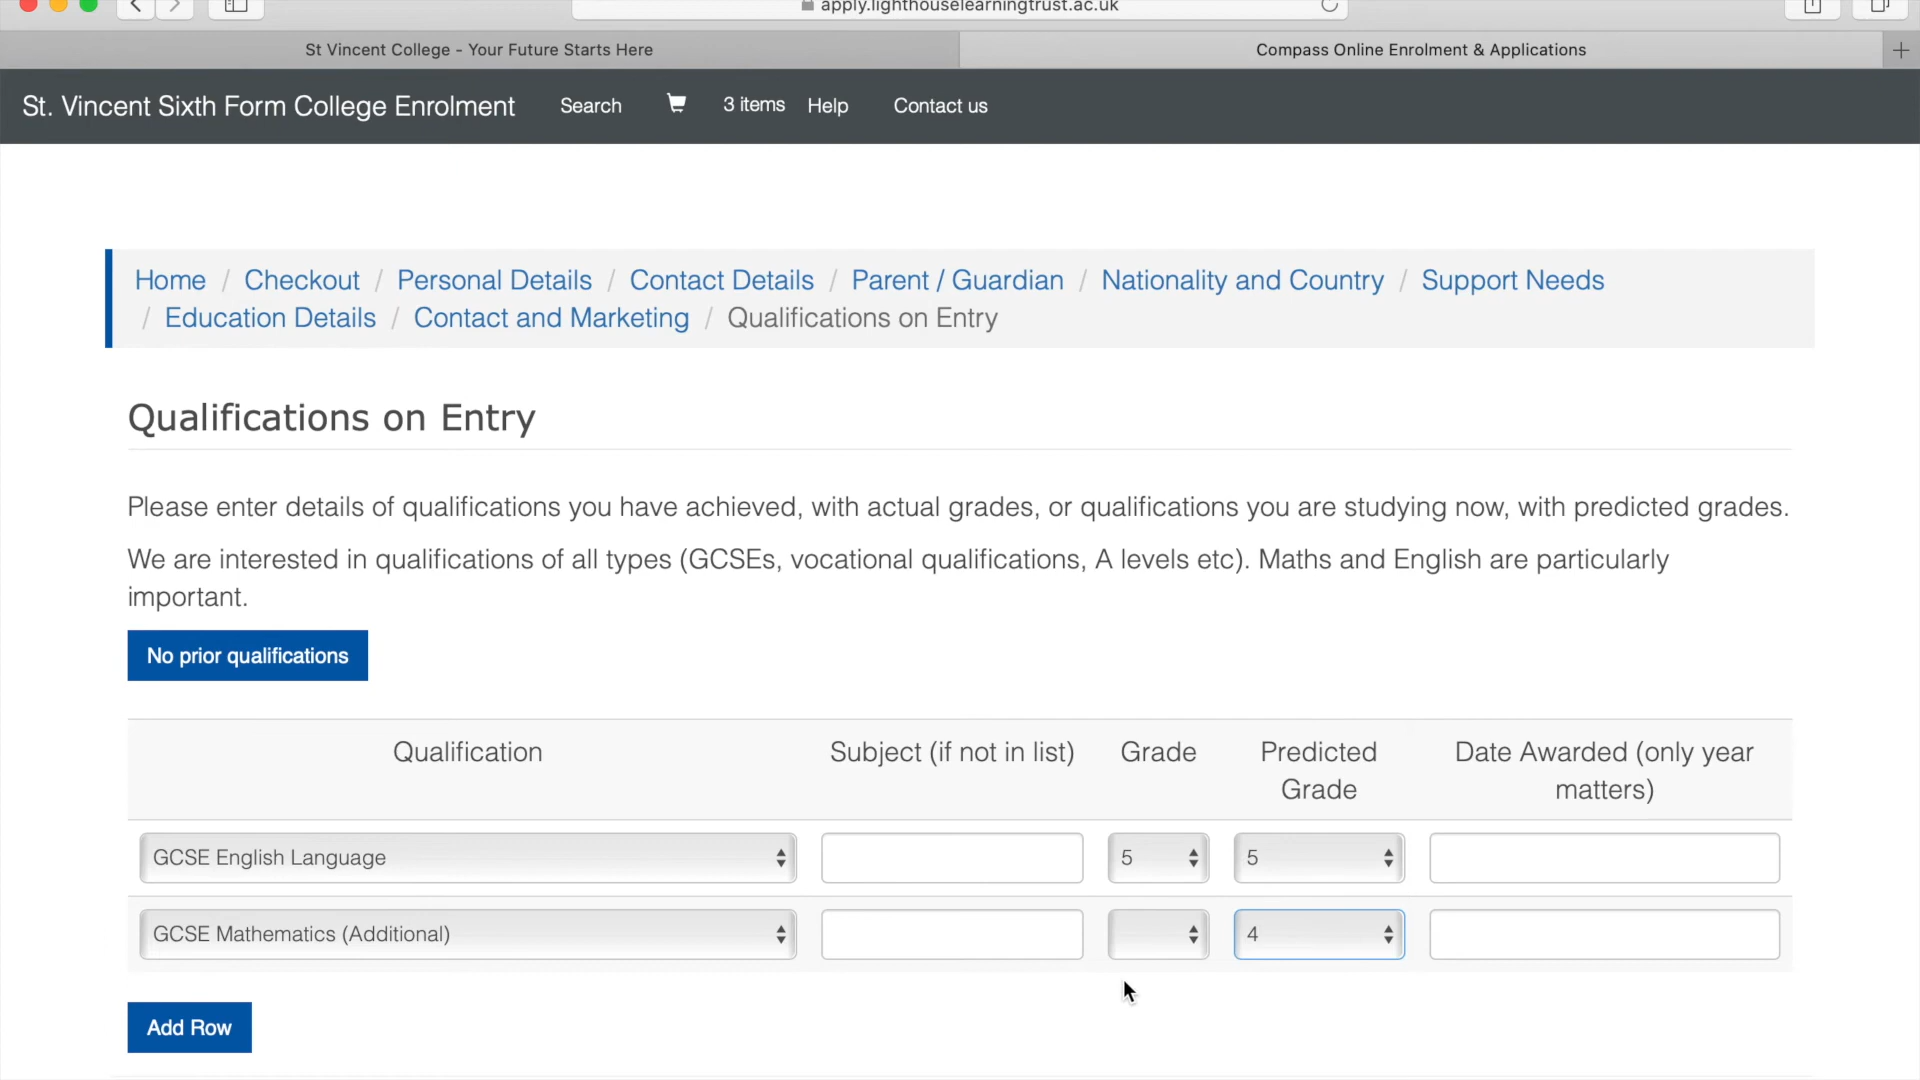 apply.lighthouselearningtrust.ac.uk
St Vincent College - Your Future Starts Here
Compass Online Enrolment & Applications
St. Vincent Sixth Form College Enrolment Search 3 items Help Contact us
Home / Checkout / Personal Details / Contact Details / Parent / Guardian / Nationality and Country / Support Needs
/ Education Details / Contact and Marketing / Qualifications on Entry
Qualifications on Entry
Please enter details of qualifications you have achieved, with actual grades, or qualifications you are studying now, with predicted grades.
We are interested in qualifications of all types (GCSEs, vocational qualifications, A levels etc). Maths and English are particularly
important.
No prior qualifications
Qualification Subject (if not in list) Grade Predicted Grade Date Awarded (only year matters)
GCSE English Language 5 5
GCSE Mathematics (Additional) 4
Add Row